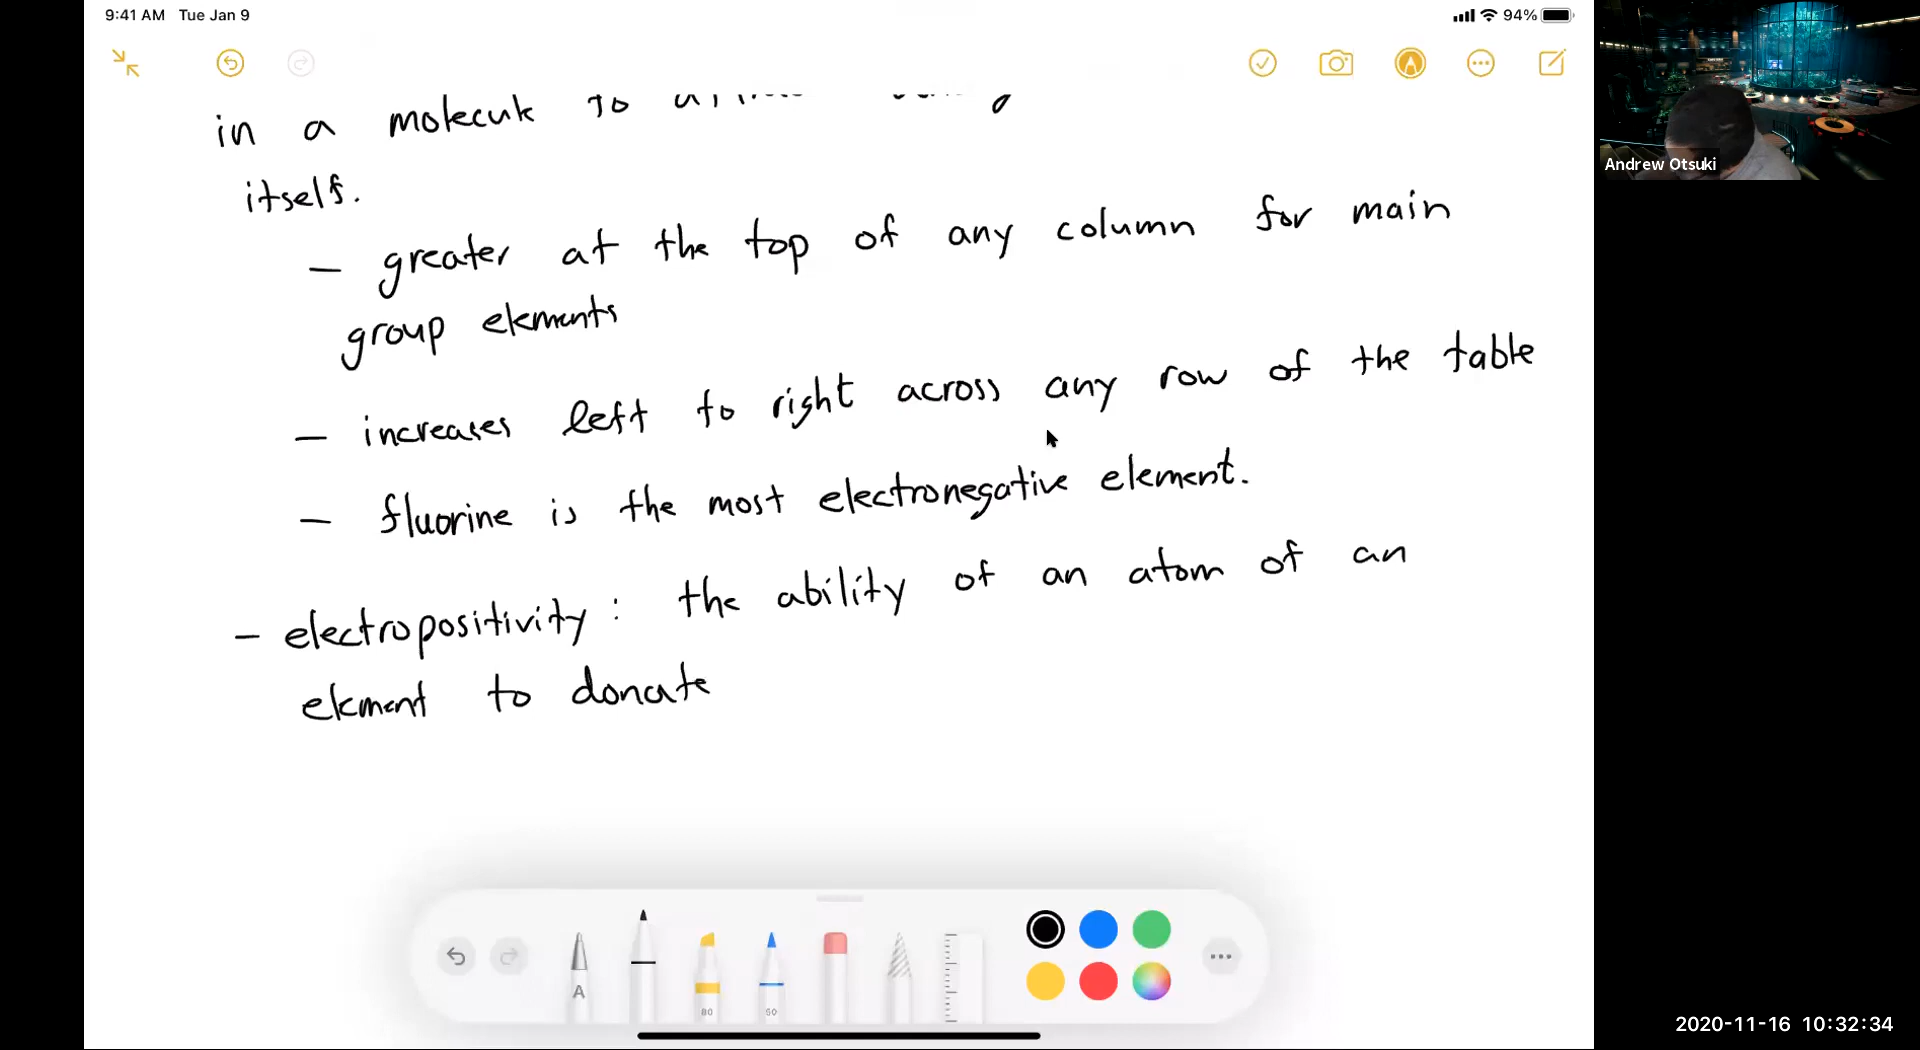 9:41 AM Tue Jan 9
94%
in a molecule to
itself.
Andrew Otsuki
– greater at the top of any column for main
group elements
– increases left to right across any row of the table
– fluorine is the most electronegative element.
– electropositivity: the ability of an atom of an
element to donate
A
80
50
2020-11-16 10:32:34